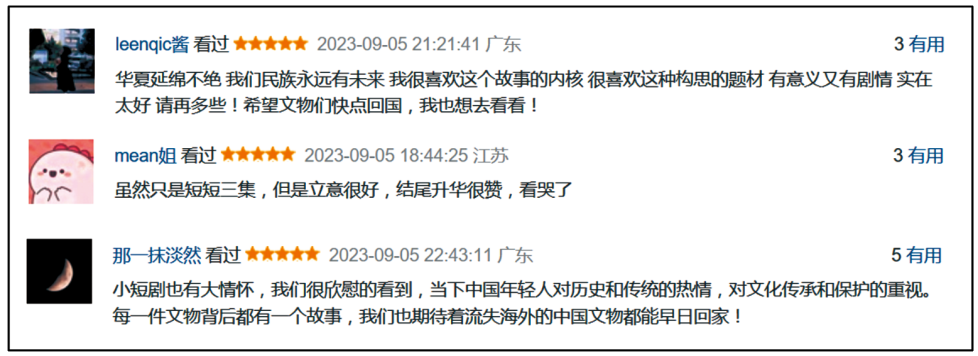 leenqic酱 看过 ★★★★★ 2023-09-05 21:21:41 广东 3 有用
华夏延绵不绝 我们民族永远有未来 我很喜欢这个故事的内核 很喜欢这种构思的题材 有意义又有剧情 实在
太好 请再多些！希望文物们快点回国，我也想去看看！
mean姐 看过 ★★★★★ 2023-09-05 18:44:25 江苏 3 有用
虽然只是短短三集，但是立意很好，结尾升华很赞，看哭了
那一抹淡然 看过 ★★★★★ 2023-09-05 22:43:11 广东 5 有用
小短剧也有大情怀，我们很欣慰的看到，当下中国年轻人对历史和传统的热情，对文化传承和保护的重视。
每一件文物背后都有一个故事，我们也期待着流失海外的中国文物都能早日回家！